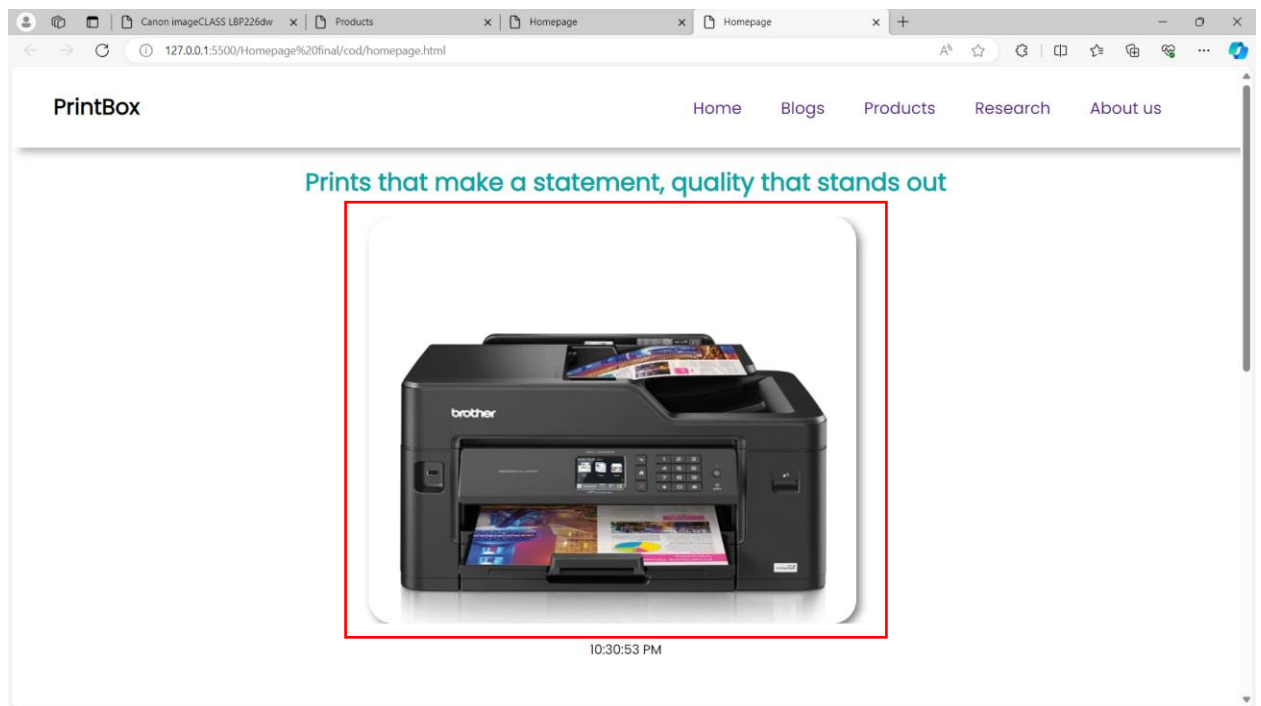 Canon imageCLASS LBP226dw
Products
Homepage
Homepage
127.0.0.1:5500/Homepage%20final/cod/homepage.html
PrintBox
Home Blogs Products Research About us
Prints that make a statement, quality that stands out
brother
10:30:53 PM